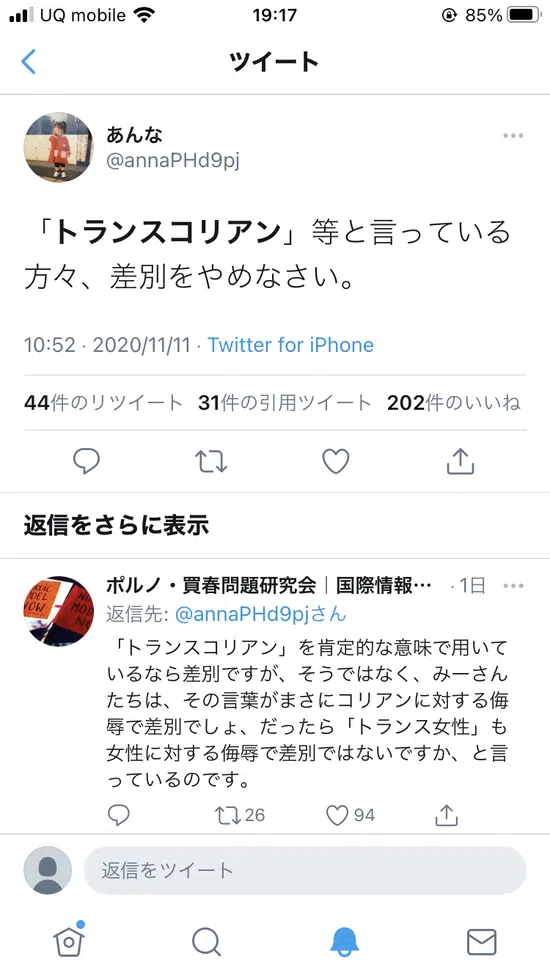 UQ mobile 19:17 85%
ツイート
あんな
@annaPHd9pj
「トランスコリアン」等と言っている
方々、差別をやめなさい。
10:52 · 2020/11/11 · Twitter for iPhone
44件のリツイート 31件の引用ツイート 202件のいいね
返信をさらに表示
ポルノ・買春問題研究会｜国際情報… · 1日
返信先: @annaPHd9pjさん
「トランスコリアン」を肯定的な意味で用いて
いるなら差別ですが、そうではなく、みーさん
たちは、その言葉がまさにコリアンに対する侮
辱で差別でしょ、だったら「トランス女性」も
女性に対する侮辱で差別ではないですか、と言
っているのです。
26 94
返信をツイート